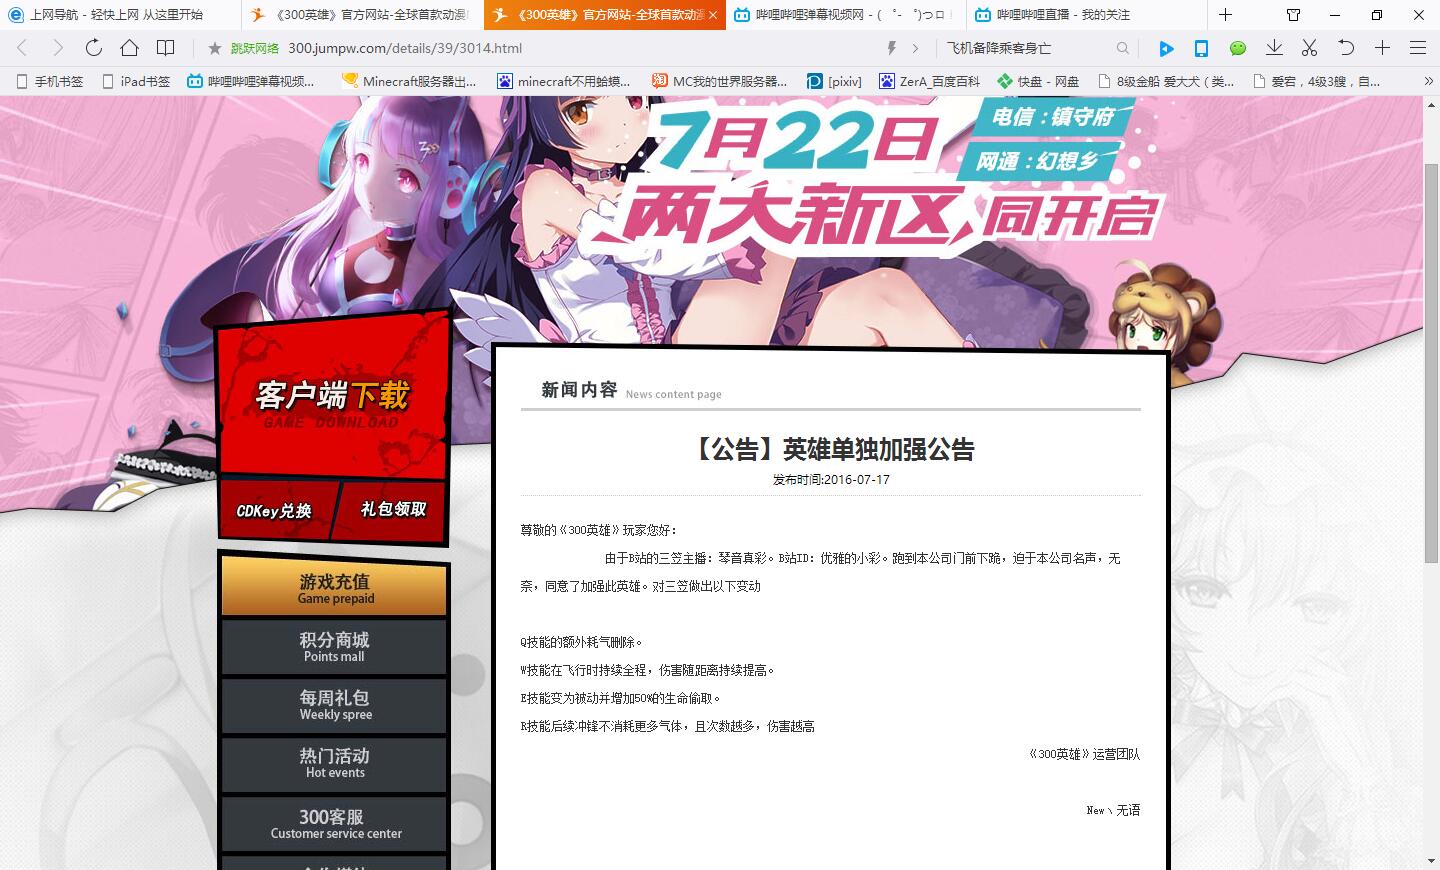 上网导航 - 轻快上网 从这里开始
《300英雄》官方网站-全球首款动漫
《300英雄》官方网站-全球首款动漫
哔哩哔哩弹幕视频网 - ( ゜- ゜)つロ
哔哩哔哩直播 - 我的关注
跳跃网络
300.jumpw.com/details/39/3014.html
飞机备降乘客身亡
手机书签
iPad书签
哔哩哔哩弹幕视频...
Minecraft服务器出...
minecraft不用蛤蟆...
MC我的世界服务器...
[pixiv]
ZerA_百度百科
快盘 - 网盘
8级金船 爱大犬 ( 类...
爱宕，4级3艘，自...
7月22日
电信：镇守府
网通：幻想乡
两大新区，同开启
客户端下载
GAME DOWNLOAD
CDKey兑换
礼包领取
游戏充值
Game prepaid
积分商城
Points mall
每周礼包
Weekly spree
热门活动
Hot events
300客服
Customer service center
新闻内容 News content page
【公告】英雄单独加强公告
发布时间:2016-07-17
尊敬的《300英雄》玩家您好：
由于B站的三笠主播：琴音真彩。B站ID：优雅的小彩。跑到本公司门前下跪，迫于本公司名声，无
奈，同意了加强此英雄。对三笠做出以下变动
Q技能的额外耗气删除。
W技能在飞行时持续全程，伤害随距离持续提高。
E技能变为被动并增加50%的生命偷取。
R技能后续冲锋不消耗更多气体，且次数越多，伤害越高
《300英雄》运营团队
New丶无语